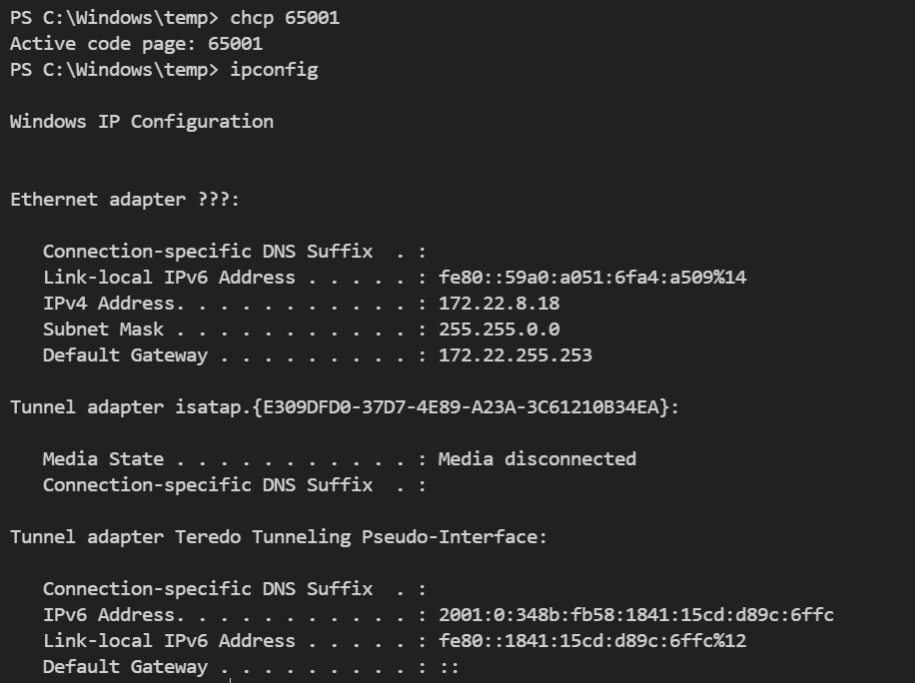 PS C:\Windows\temp> chcp 65001
Active code page: 65001
PS C:\Windows\temp> ipconfig
Windows IP Configuration
Ethernet adapter ???:
Connection-specific DNS Suffix  . :
Link-local IPv6 Address . . . . . : fe80::59a0:a051:6fa4:a509%14
IPv4 Address. . . . . . . . . . . : 172.22.8.18
Subnet Mask . . . . . . . . . . . : 255.255.0.0
Default Gateway . . . . . . . . . : 172.22.255.253
Tunnel adapter isatap.{E309DFD0-37D7-4E89-A23A-3C61210B34EA}:
Media State . . . . . . . . . . . : Media disconnected
Connection-specific DNS Suffix  . :
Tunnel adapter Teredo Tunneling Pseudo-Interface:
Connection-specific DNS Suffix  . :
IPv6 Address. . . . . . . . . . . : 2001:0:348b:fb58:1841:15cd:d89c:6ffc
Link-local IPv6 Address . . . . . : fe80::1841:15cd:d89c:6ffc%12
Default Gateway . . . . . . . . . : ::